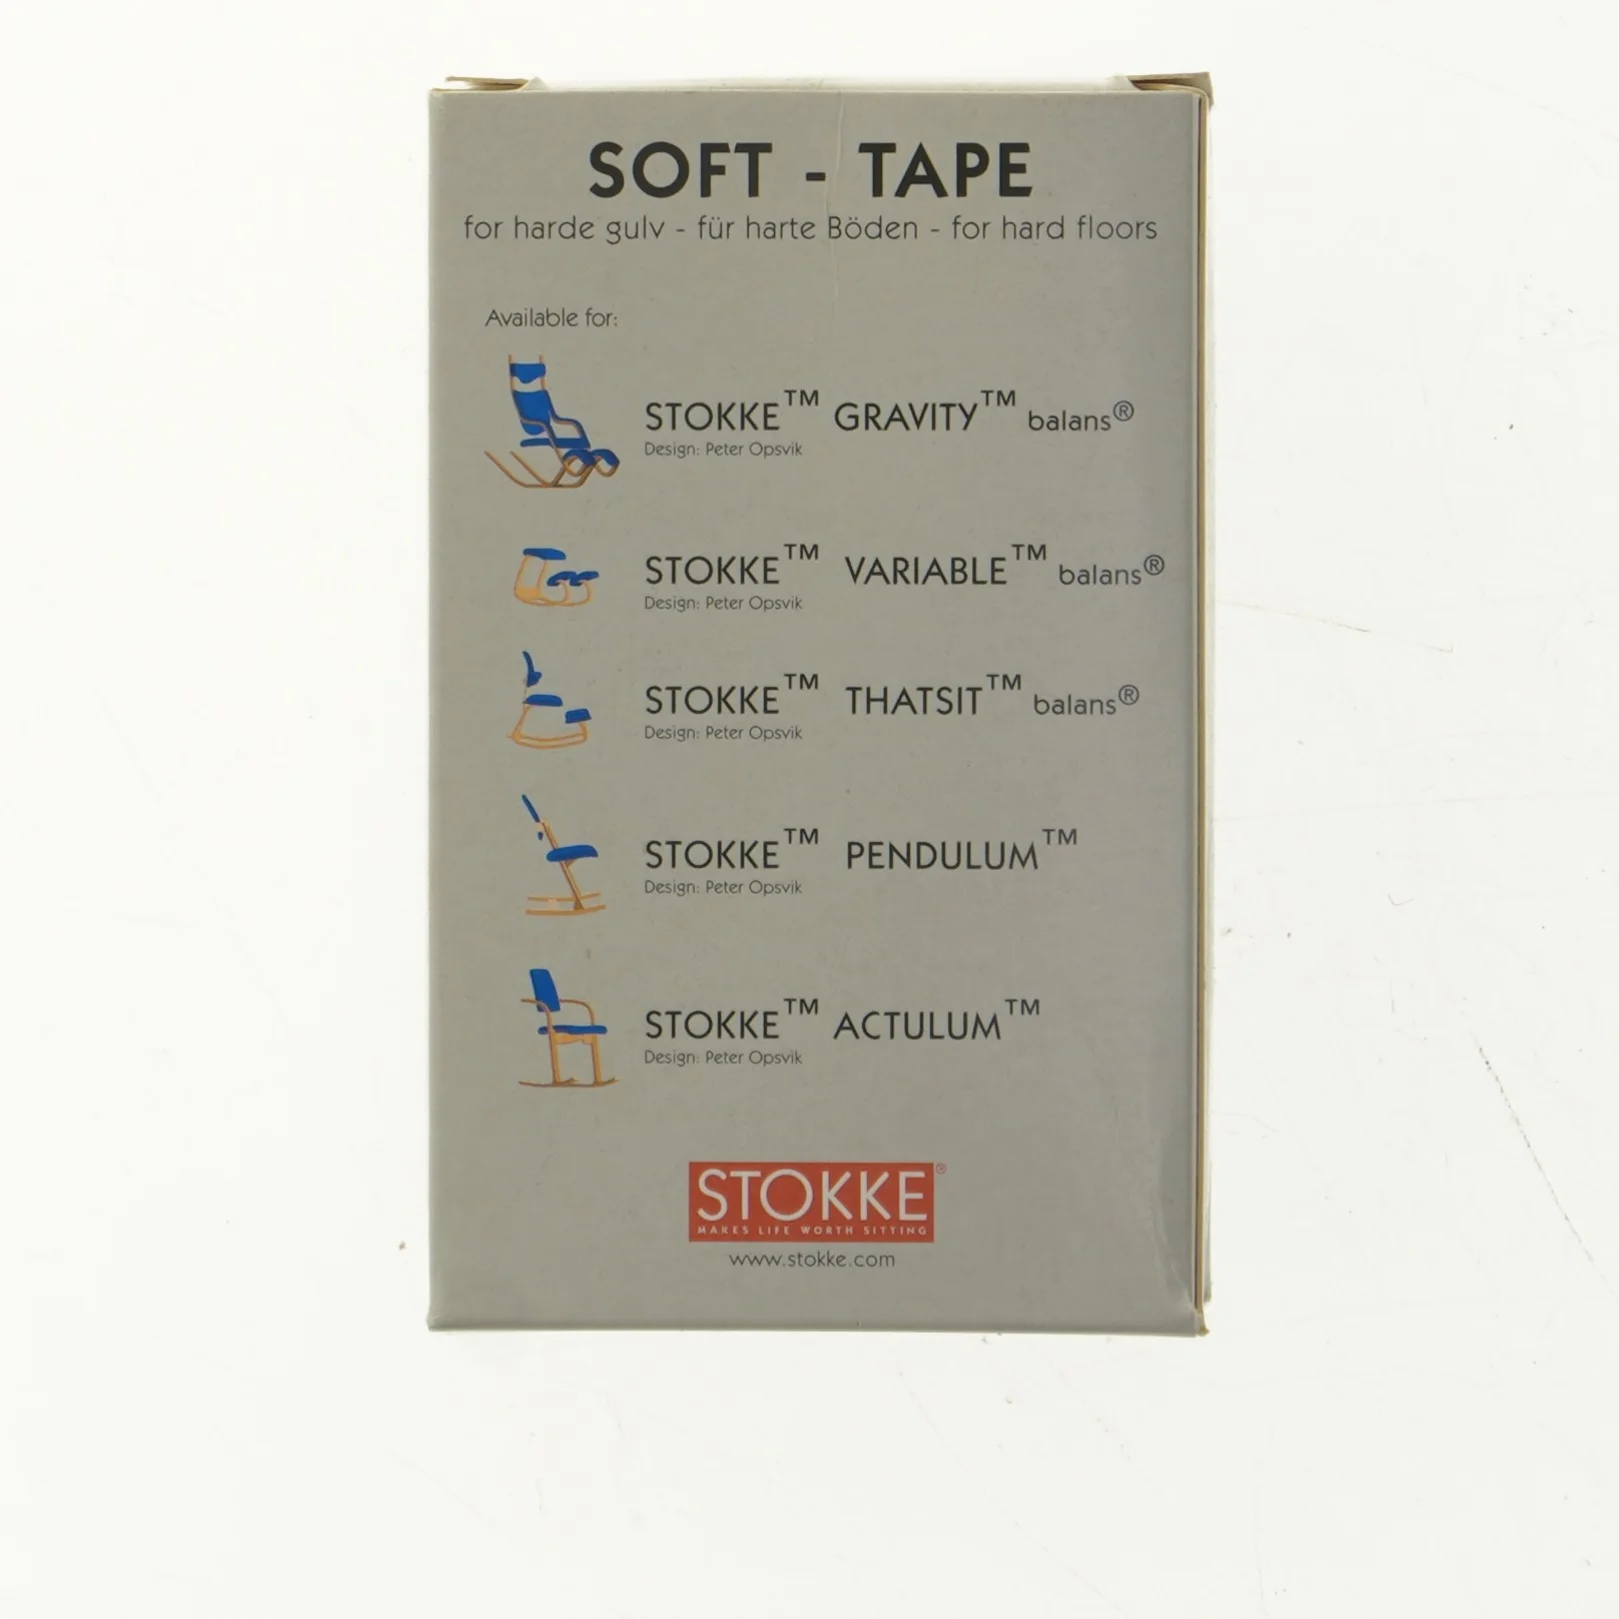 SOFT - TAPE
for harde gulv - für harte Böden - for hard floors
Available for:
STOKKE™ GRAVITY™ balans®
Design: Peter Opsvik
STOKKE™ VARIABLE™ balans®
Design: Peter Opsvik
STOKKE™ THATSIT™ balans®
Design: Peter Opsvik
STOKKE™ PENDULUM™
Design: Peter Opsvik
STOKKE™ ACTULUM™
Design: Peter Opsvik
STOKKE®
MAKES LIFE WORTH SITTING
www.stokke.com